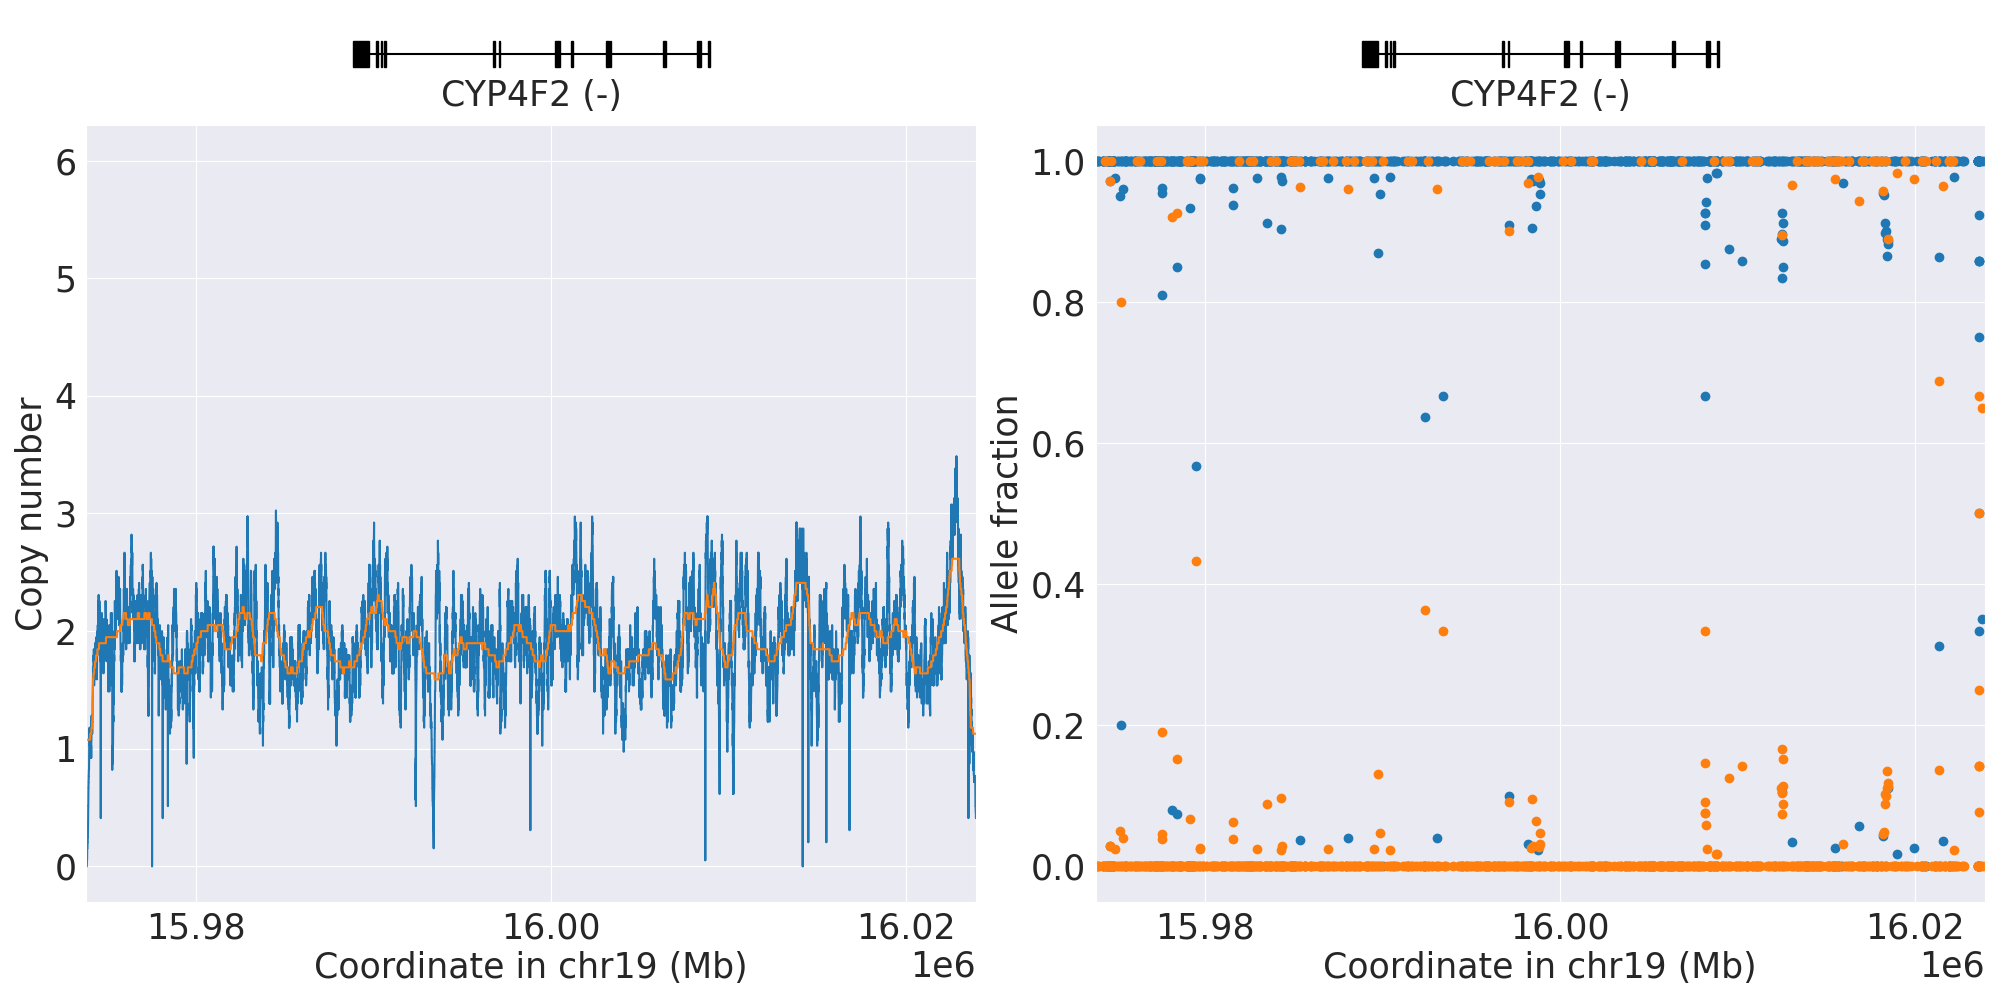 CYP4F2 (-)
6
5
4
3
2
1
0
Copy number
15.98
16.00
16.02
Coordinate in chr19 (Mb)
1e6
CYP4F2 (-)
1.0
0.8
0.6
0.4
0.2
0.0
Allele fraction
15.98
16.00
16.02
Coordinate in chr19 (Mb)
1e6